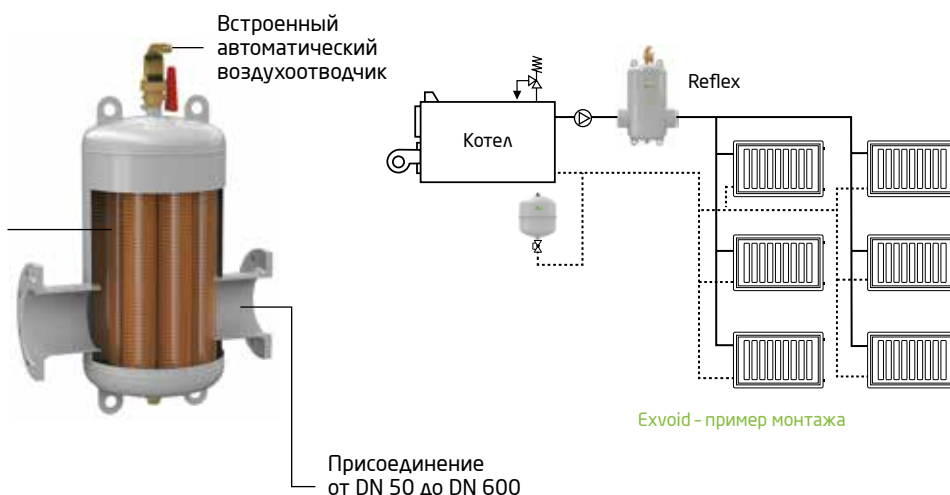 Встроенный
автоматический
воздухоотводчик
Reflex
Котел
Exvoid – пример монтажа
Присоединение
от DN 50 до DN 600